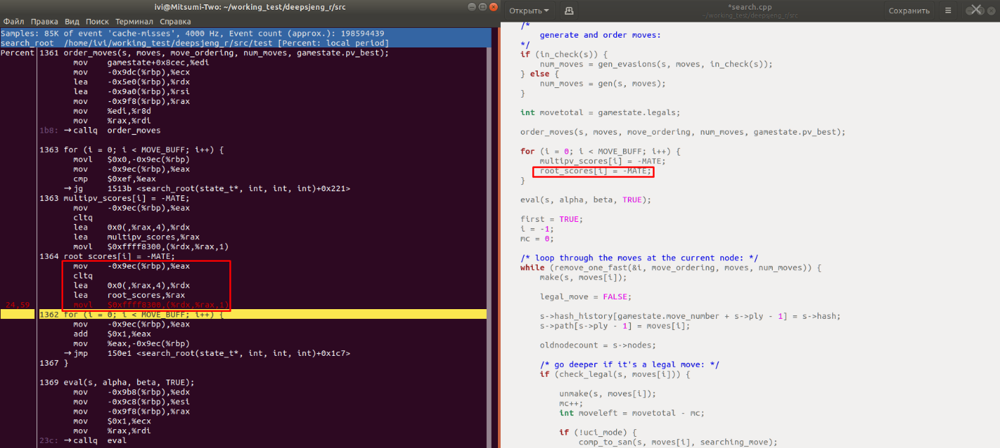 ivi@Mitsumi-Two: ~/working_test/deepsjeng_r/src
Файл Правка Вид Поиск Терминал Справка
Samples: 85K of event 'cache-misses', 4000 Hz, Event count (approx.): 198594439
search_root /home/ivi/working_test/deepsjeng_r/src/test [Percent: local period]
Percent 1361 order_moves(s, moves, move_ordering, num_moves, gamestate.pv_best);
mov gamestate+0x8cec,%edi
mov -0x9dc(%rbp),%ecx
lea -0x5e0(%rbp),%rdx
lea -0x9a0(%rbp),%rsi
mov -0x9f8(%rbp),%rax
mov %edi,%r8d
mov %rax,%rdi
1b8: →callq order_moves
1363 for (i = 0; i < MOVE_BUFF; i++) {
movl $0x0,-0x9ec(%rbp)
mov -0x9ec(%rbp),%eax
cmp $0xef,%eax
→jg 1513b <search_root(state_t*, int, int, int)+0x221>
1363 multipv_scores[i] = -MATE;
mov -0x9ec(%rbp),%eax
cltq
lea 0x0(,%rax,4),%rdx
lea multipv_scores,%rax
movl $0xffff8300,(%rdx,%rax,1)
1364 root_scores[i] = -MATE;
mov -0x9ec(%rbp),%eax
cltq
lea 0x0(,%rax,4),%rdx
lea root_scores,%rax
24,59 movl $0xffff8300,(%rdx,%rax,1)
1362 for (i = 0; i < MOVE_BUFF; i++) {
mov -0x9ec(%rbp),%eax
add $0x1,%eax
mov %eax,-0x9ec(%rbp)
→jmp 150e1 <search_root(state_t*, int, int, int)+0x1c7>
1367 }
1369 eval(s, alpha, beta, TRUE);
mov -0x9b8(%rbp),%edx
mov -0x9c8(%rbp),%esi
mov -0x9f8(%rbp),%rax
mov $0x1,%ecx
mov %rax,%rdi
23c: →callq eval
Открыть
*search.cpp
~/working_test/deepsjeng_r/src
Сохранить
/*
generate and order moves:
*/
if (in_check(s)) {
num_moves = gen_evasions(s, moves, in_check(s));
} else {
num_moves = gen(s, moves);
}
int movetotal = gamestate.legals;
order_moves(s, moves, move_ordering, num_moves, gamestate.pv_best);
for (i = 0; i < MOVE_BUFF; i++) {
multipv_scores[i] = -MATE;
root_scores[i] = -MATE;
}
eval(s, alpha, beta, TRUE);
first = TRUE;
i = -1;
mc = 0;
/* loop through the moves at the current node: */
while (remove_one_fast(&i, move_ordering, moves, num_moves)) {
make(s, moves[i]);
legal_move = FALSE;
s->hash_history[gamestate.move_number + s->ply - 1] = s->hash;
s->path[s->ply - 1] = moves[i];
oldnodecount = s->nodes;
/* go deeper if it's a legal move: */
if (check_legal(s, moves[i])) {
unmake(s, moves[i]);
mc++;
int moveleft = movetotal - mc;
if (!uci_mode) {
comp_to_san(s, moves[i], searching_move);